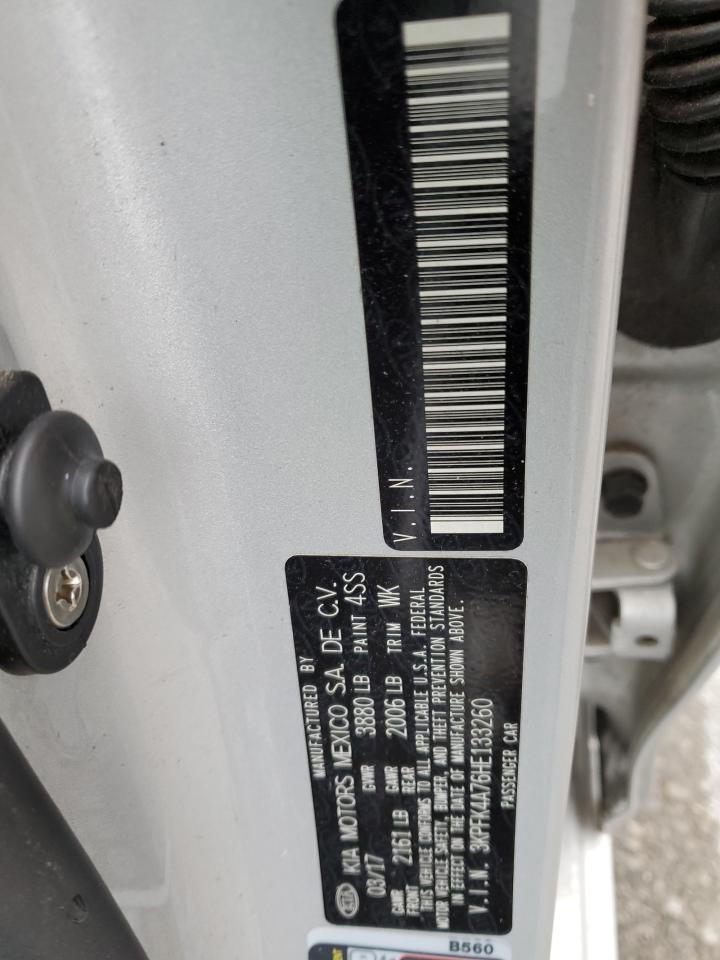 V.I.N.
MANUFACTURED BY
KIA KIA MOTORS MEXICO S.A. DE C.V.
03/17 GVWR 3880 LB PAINT 4SS
GAWR FRONT 2161 LB GAWR REAR 2006 LB TRIM WK
THIS VEHICLE CONFORMS TO ALL APPLICABLE U.S.A. FEDERAL
MOTOR VEHICLE SAFETY, BUMPER, AND THEFT PREVENTION STANDARDS
IN EFFECT ON THE DATE OF MANUFACTURE SHOWN ABOVE.
V.I.N. 3KPFK4A76HE133260
PASSENGER CAR
B560